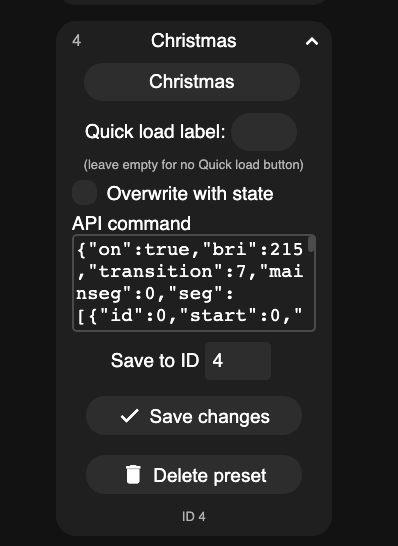 4 Christmas
Christmas
Quick load label:
(leave empty for no Quick load button)
Overwrite with state
API command
{"on":true,"bri":215
,"transition":7,"mai
nseg":0,"seg":
[{"id":0,"start":0,"
Save to ID 4
Save changes
Delete preset
ID 4